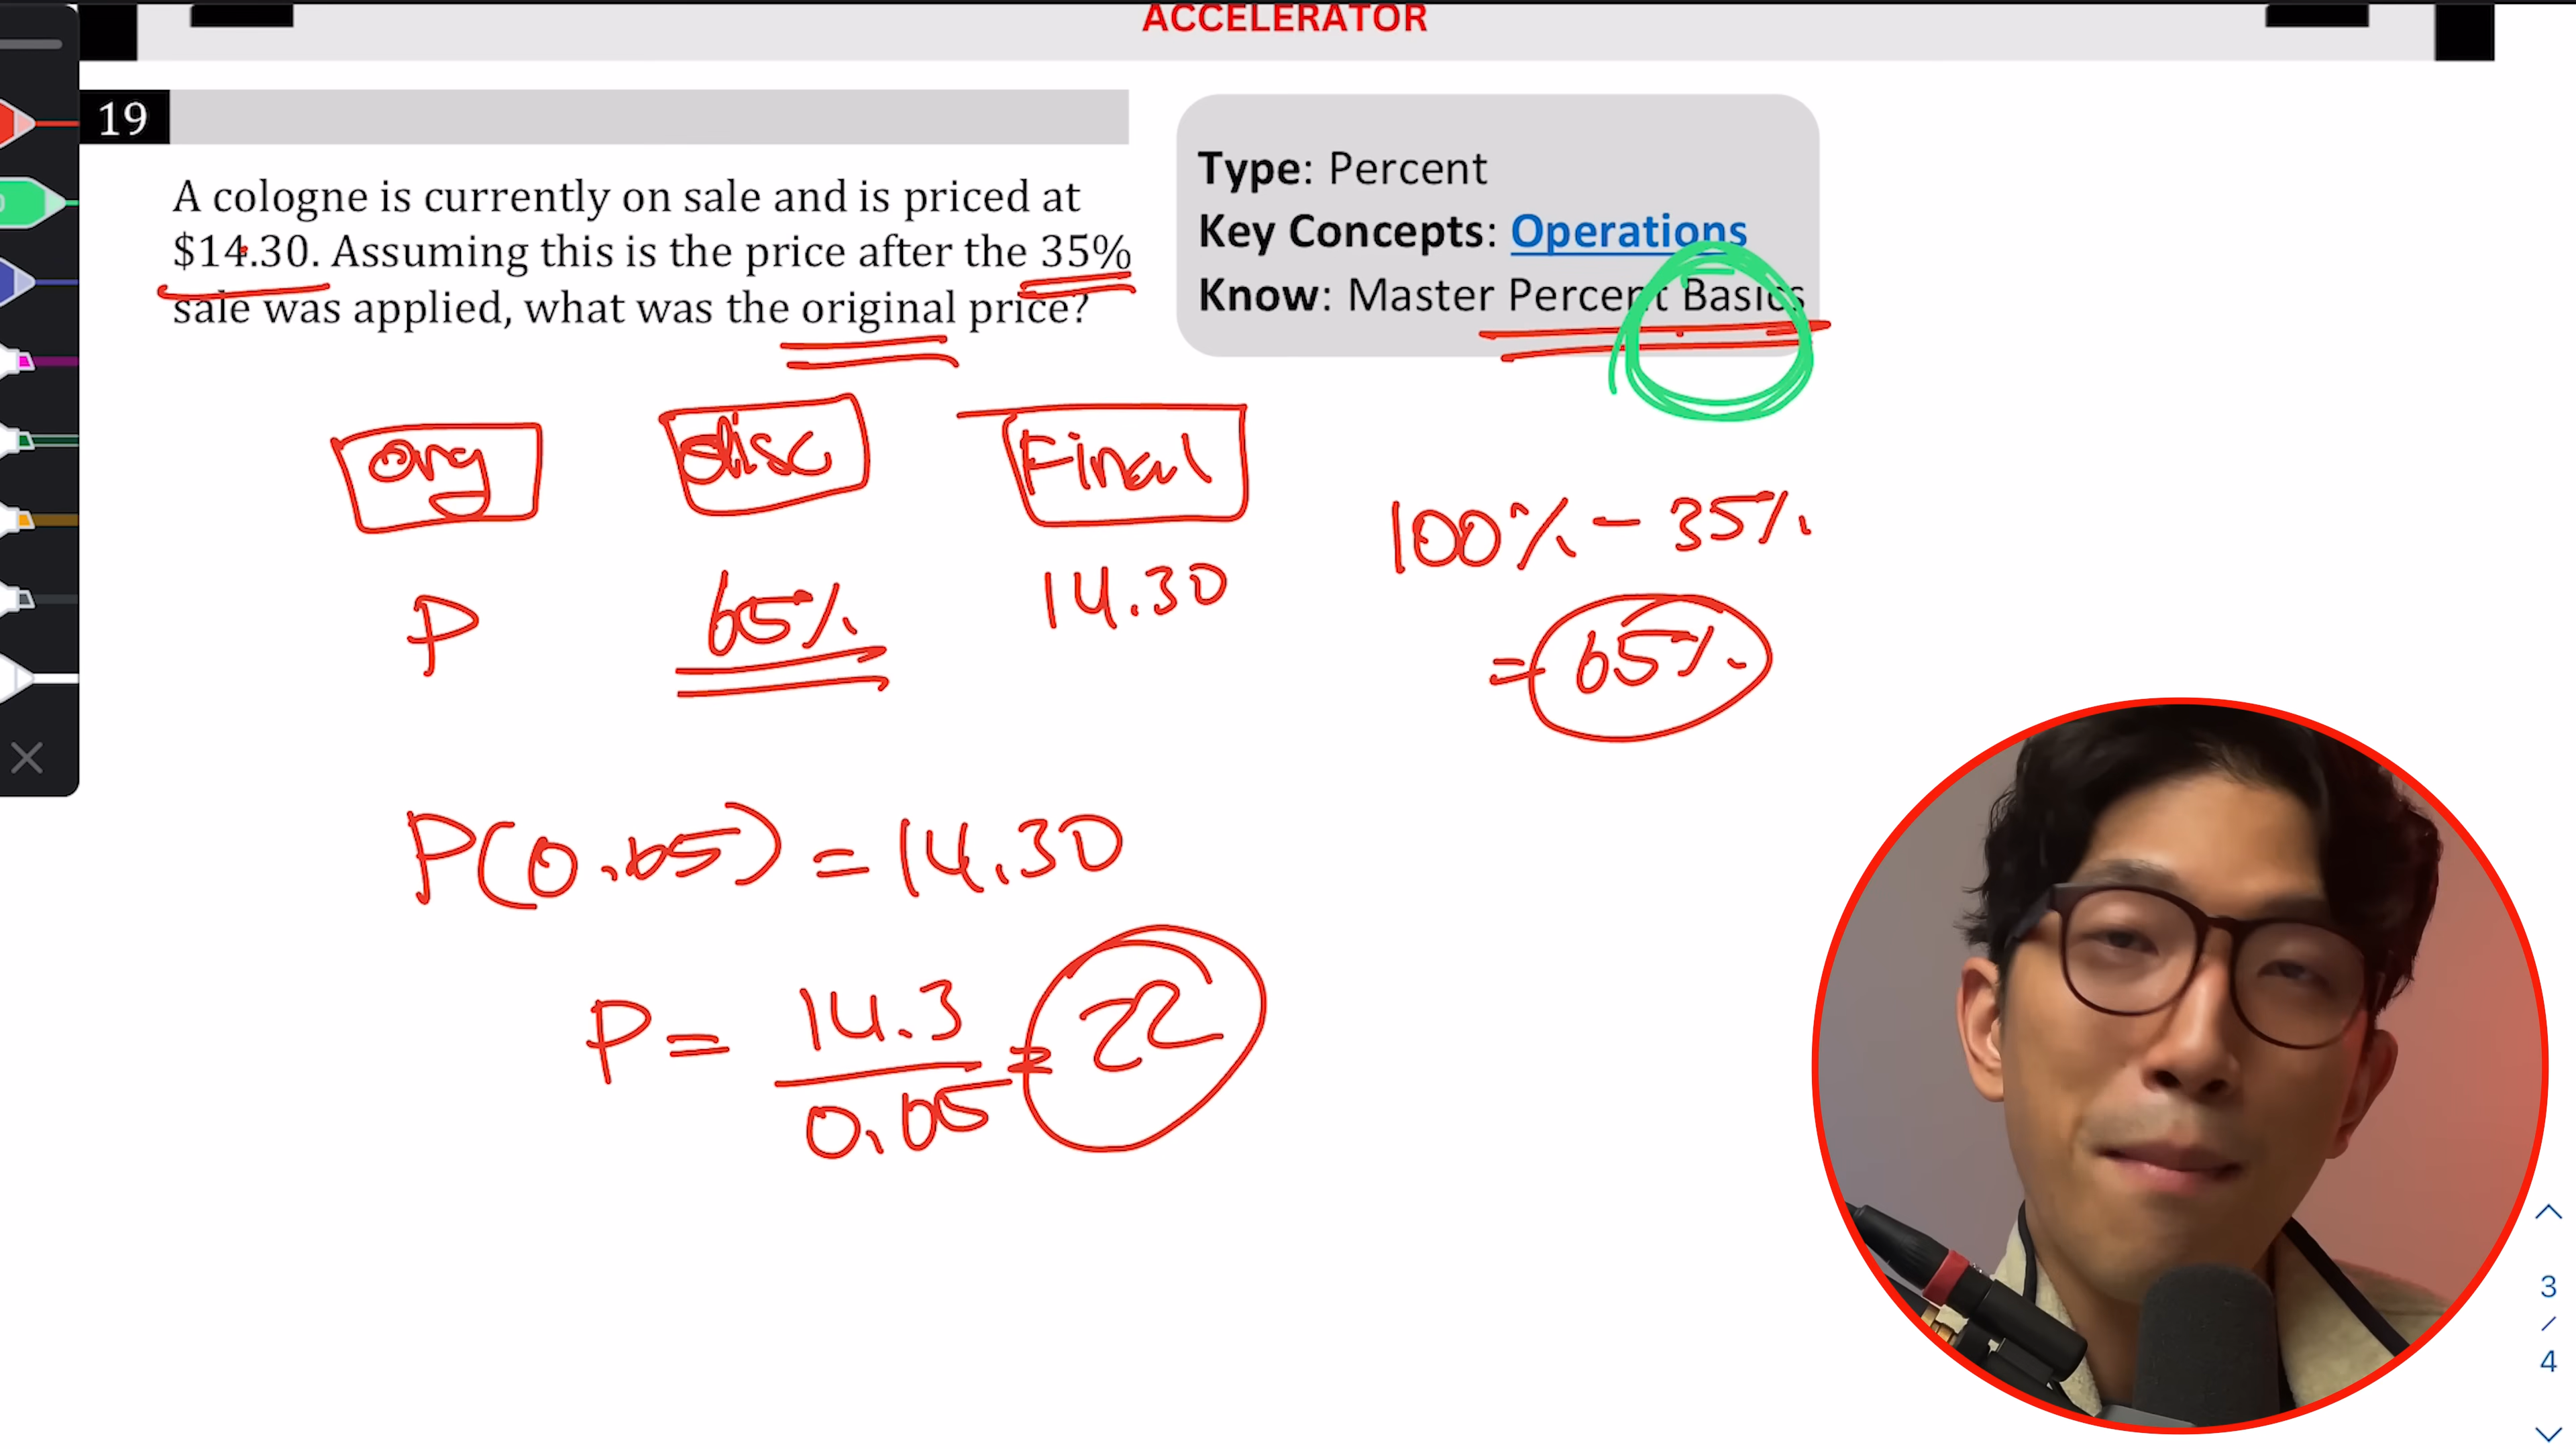 ACCELERATOR
19
A cologne is currently on sale and is priced at
$14.30. Assuming this is the price after the 35%
sale was applied, what was the original price?
Type: Percent
Key Concepts: Operations
Know: Master Percent Basics
Org disc Final
P 65% 14.30
100% - 35%
= 65%
P(0.65) = 14.30
P = 14.3/0.65 = 22
3
/
4